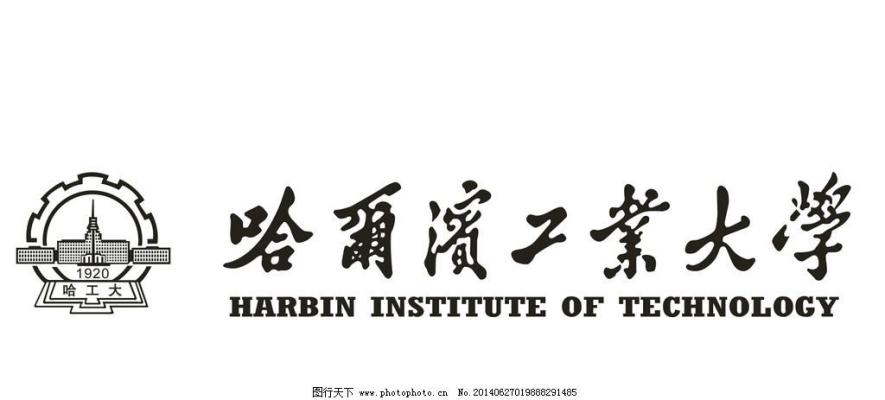 1920
哈工大
哈爾濱工業大學
HARBIN INSTITUTE OF TECHNOLOGY
图行天下 www.photophoto.cn No.20140627019888291485